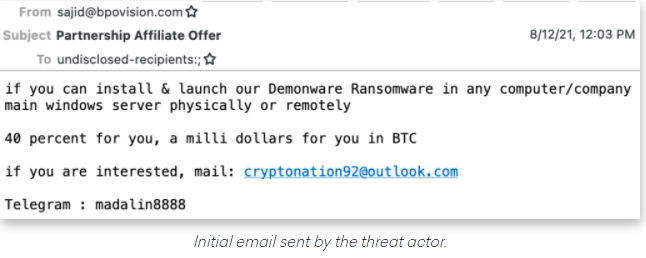 From sajid@bpovision.com
Subject Partnership Affiliate Offer 8/12/21, 12:03 PM
To undisclosed-recipients:;
if you can install & launch our Demonware Ransomware in any computer/company
main windows server physically or remotely
40 percent for you, a milli dollars for you in BTC
if you are interested, mail: cryptonation92@outlook.com
Telegram : madalin8888
Initial email sent by the threat actor.